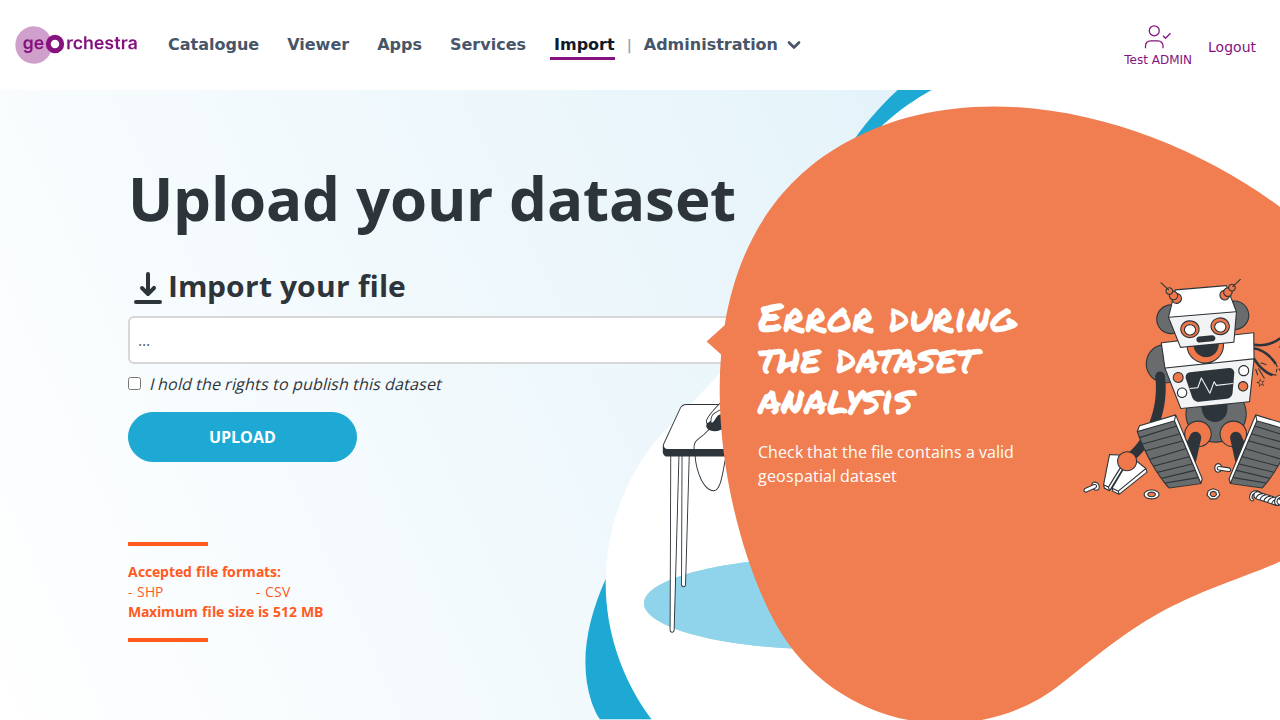 geOrchestra
Catalogue
Viewer
Apps
Services
Import
|
Administration
Test ADMIN
Logout
Upload your dataset
Import your file
...
I hold the rights to publish this dataset
UPLOAD
Accepted file formats:
- SHP
- CSV
Maximum file size is 512 MB
Error during
the dataset
analysis
Check that the file contains a valid
geospatial dataset